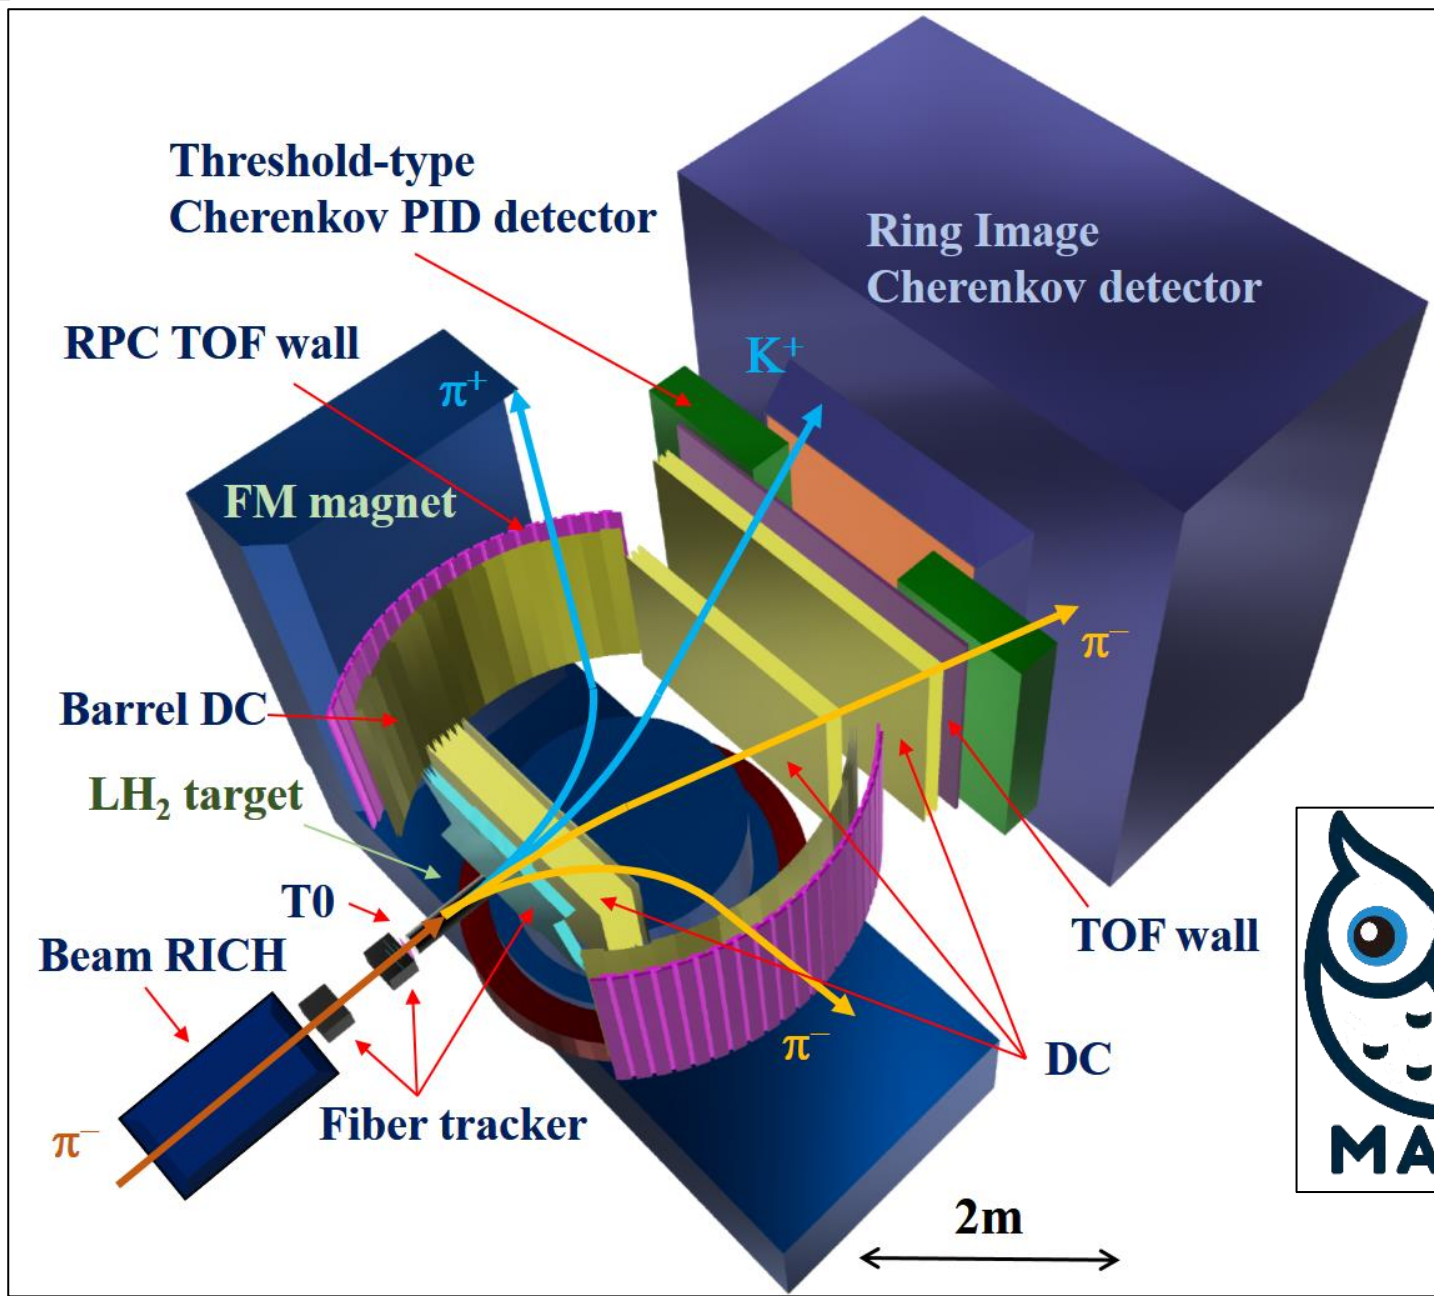 Threshold-type
Cherenkov PID detector
Ring Image
Cherenkov detector
RPC TOF wall
K⁺
π⁺
FM magnet
π⁻
Barrel DC
LH₂ target
T0
TOF wall
Beam RICH
π⁻
DC
Fiber tracker
π⁻
2m
MA